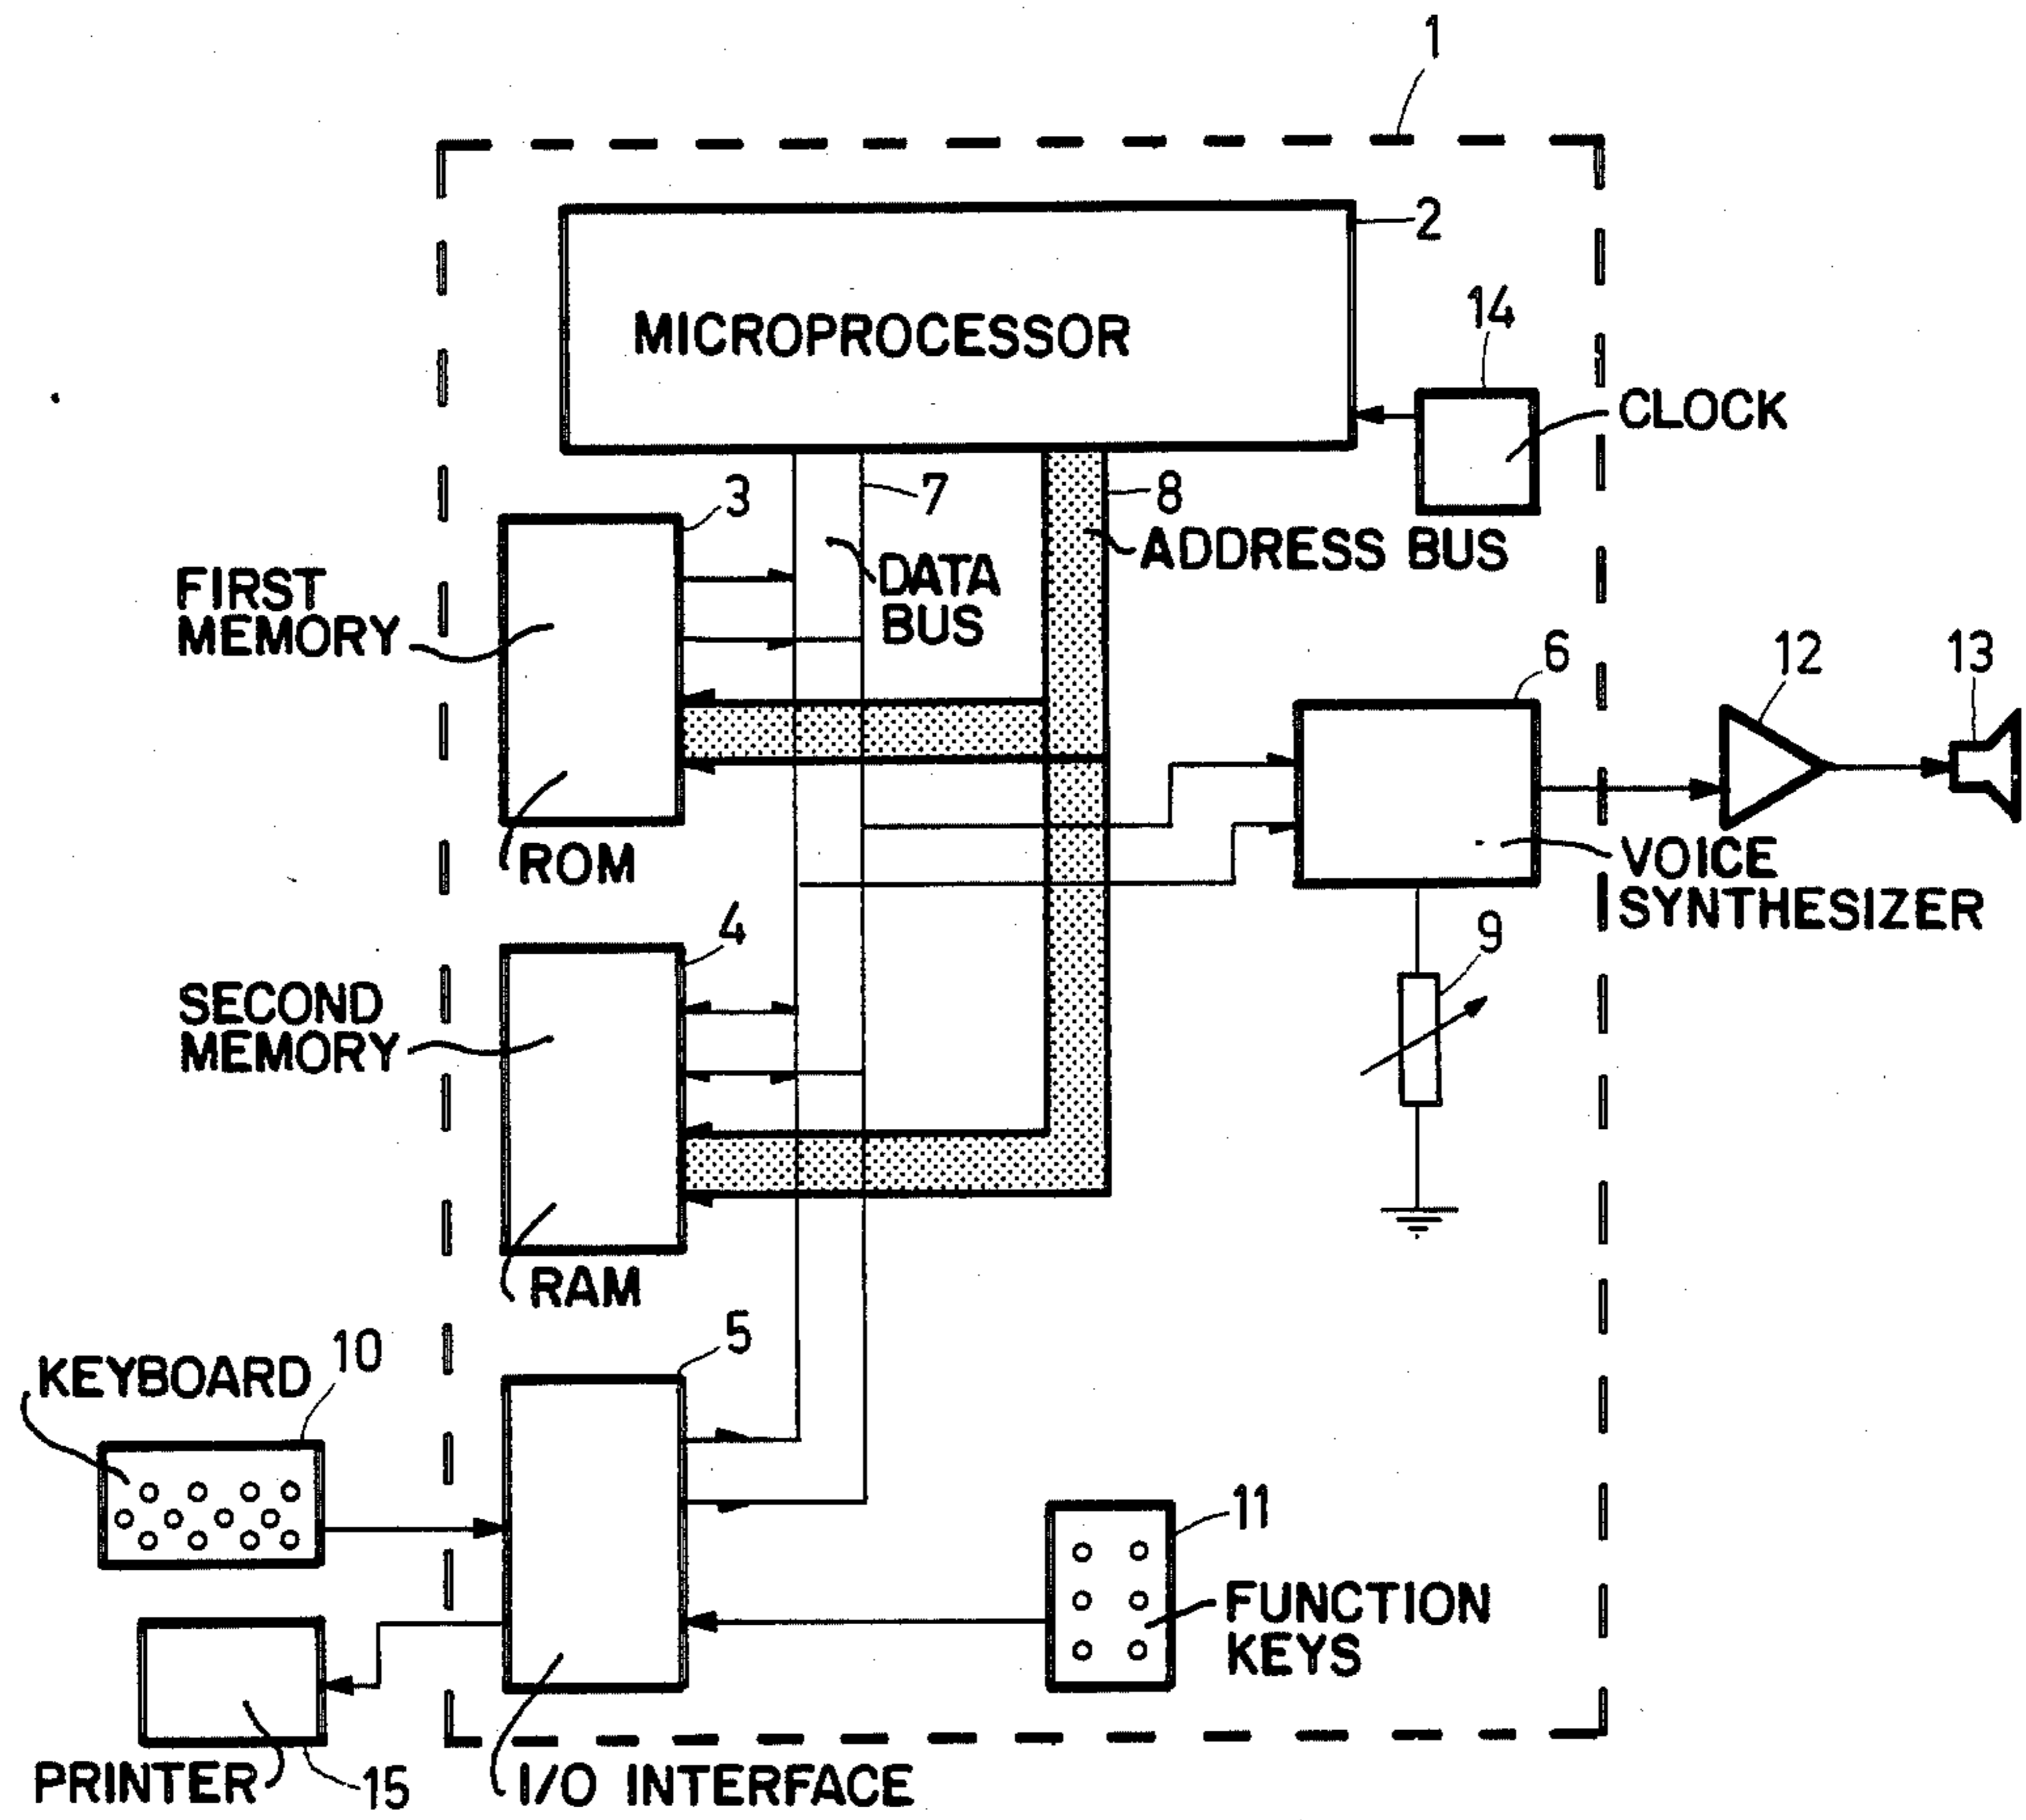 1
2
MICROPROCESSOR
14
CLOCK
3
7
8
ADDRESS BUS
DATA
BUS
FIRST
MEMORY
6
12
13
ROM
VOICE
SYNTHESIZER
4
9
SECOND
MEMORY
RAM
5
KEYBOARD
10
11
FUNCTION
KEYS
PRINTER
15
I/O INTERFACE